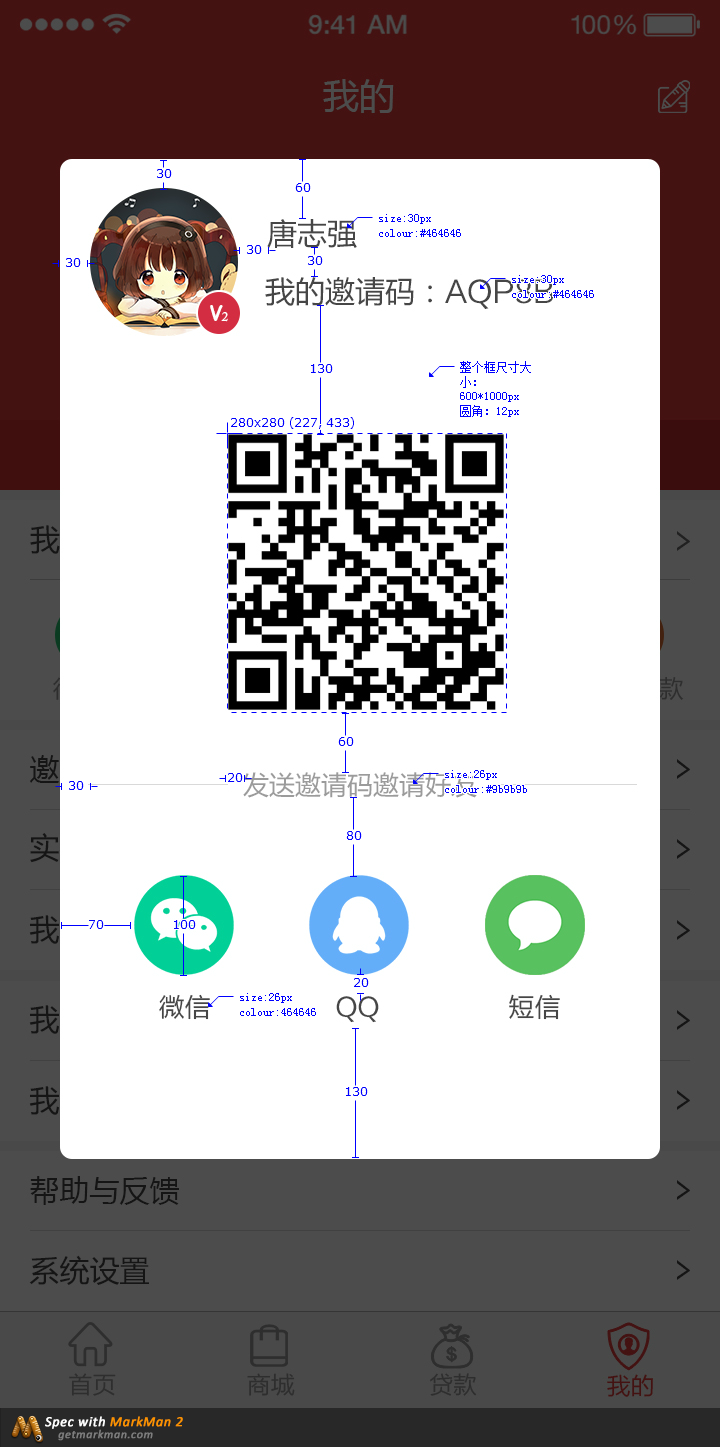 9:41 AM 100%
我的
30
60
size:30px
colour:#464646
唐志强
30
30
30
V2
size:30px
colour:#464646
我的邀请码：AQP8B
130
整个框尺寸大
小：
600*1000px
圆角：12px
280x280 (227, 433)
我
款
60
邀
30
20
发送邀请码邀请好友
size:26px
colour:#9b9b9b
80
实
70
100
我
20
微信
size:26px
colour:464646
QQ
短信
我
130
我
帮助与反馈
系统设置
首页
商城
贷款
我的
Spec with MarkMan 2
getmarkman.com